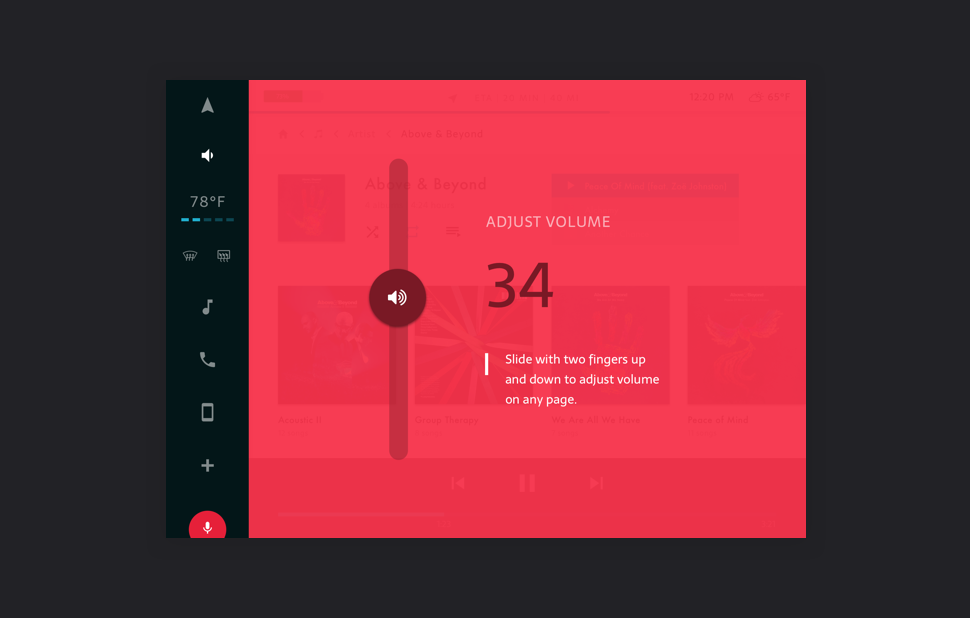 12:20 PM
65°F
Above & Beyond
78°F
Above & Beyond
ADJUST VOLUME
34
Slide with two fingers up
and down to adjust volume
on any page.
Acoustic II
Group Therapy
We Are All We Have
Peace of Mind